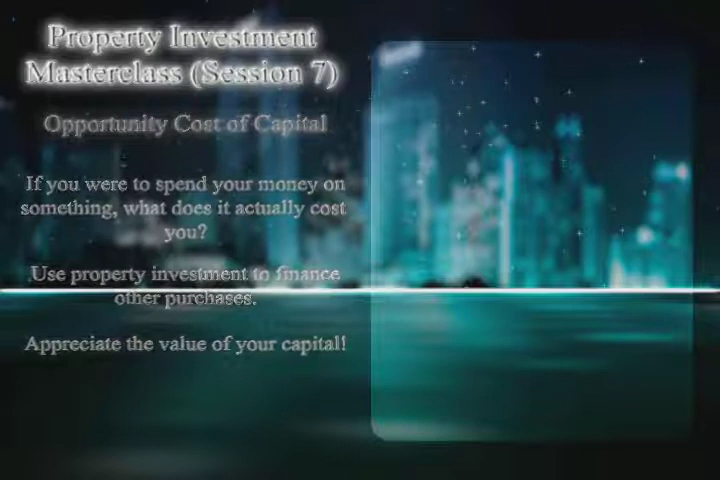 Property Investment
Masterclass (Session 7)
Opportunity Cost of Capital
If you were to spend your money on
something, what does it actually cost
you?
Use property investment to finance
other purchases.
Appreciate the value of your capital!